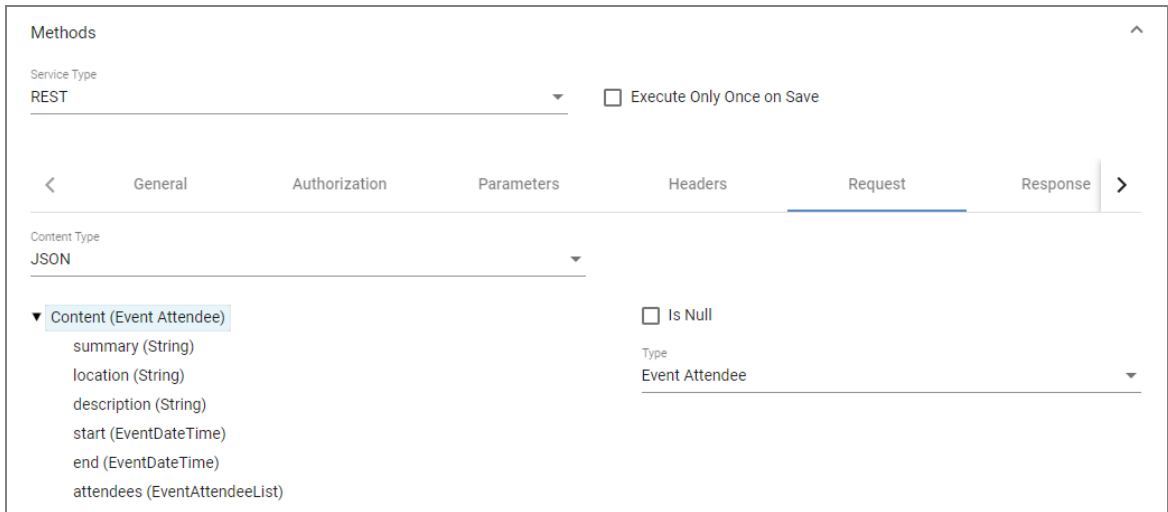 Methods
Service Type
REST
Execute Only Once on Save
General Authorization Parameters Headers Request Response
Content Type
JSON
Content (Event Attendee)
Is Null
summary (String)
Type
location (String)
Event Attendee
description (String)
start (EventDateTime)
end (EventDateTime)
attendees (EventAttendeeList)